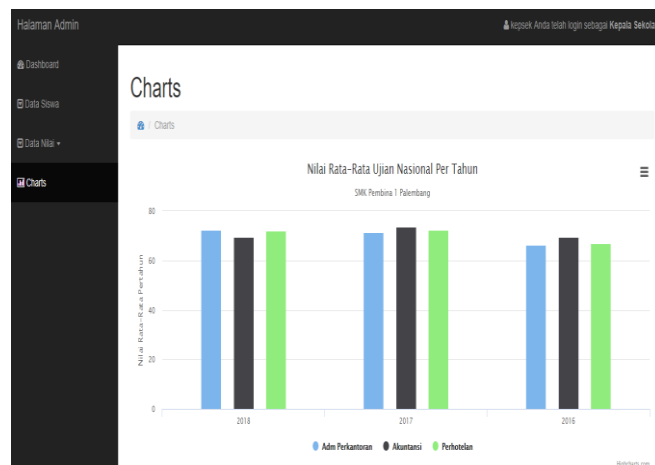 Halaman Admin
kepsek Anda telah login sebagai Kepala Sekola
Dashboard
Data Siswa
Data Nilai
Charts
Charts
/ Charts
Nilai Rata-Rata Ujian Nasional Per Tahun
SMK Pembina 1 Palembang
Nilai Rata-Rata Pertahun
80
60
40
20
0
2018 2017 2016
Adm Perkantoran Akuntansi Perhotelan
Highcharts.com